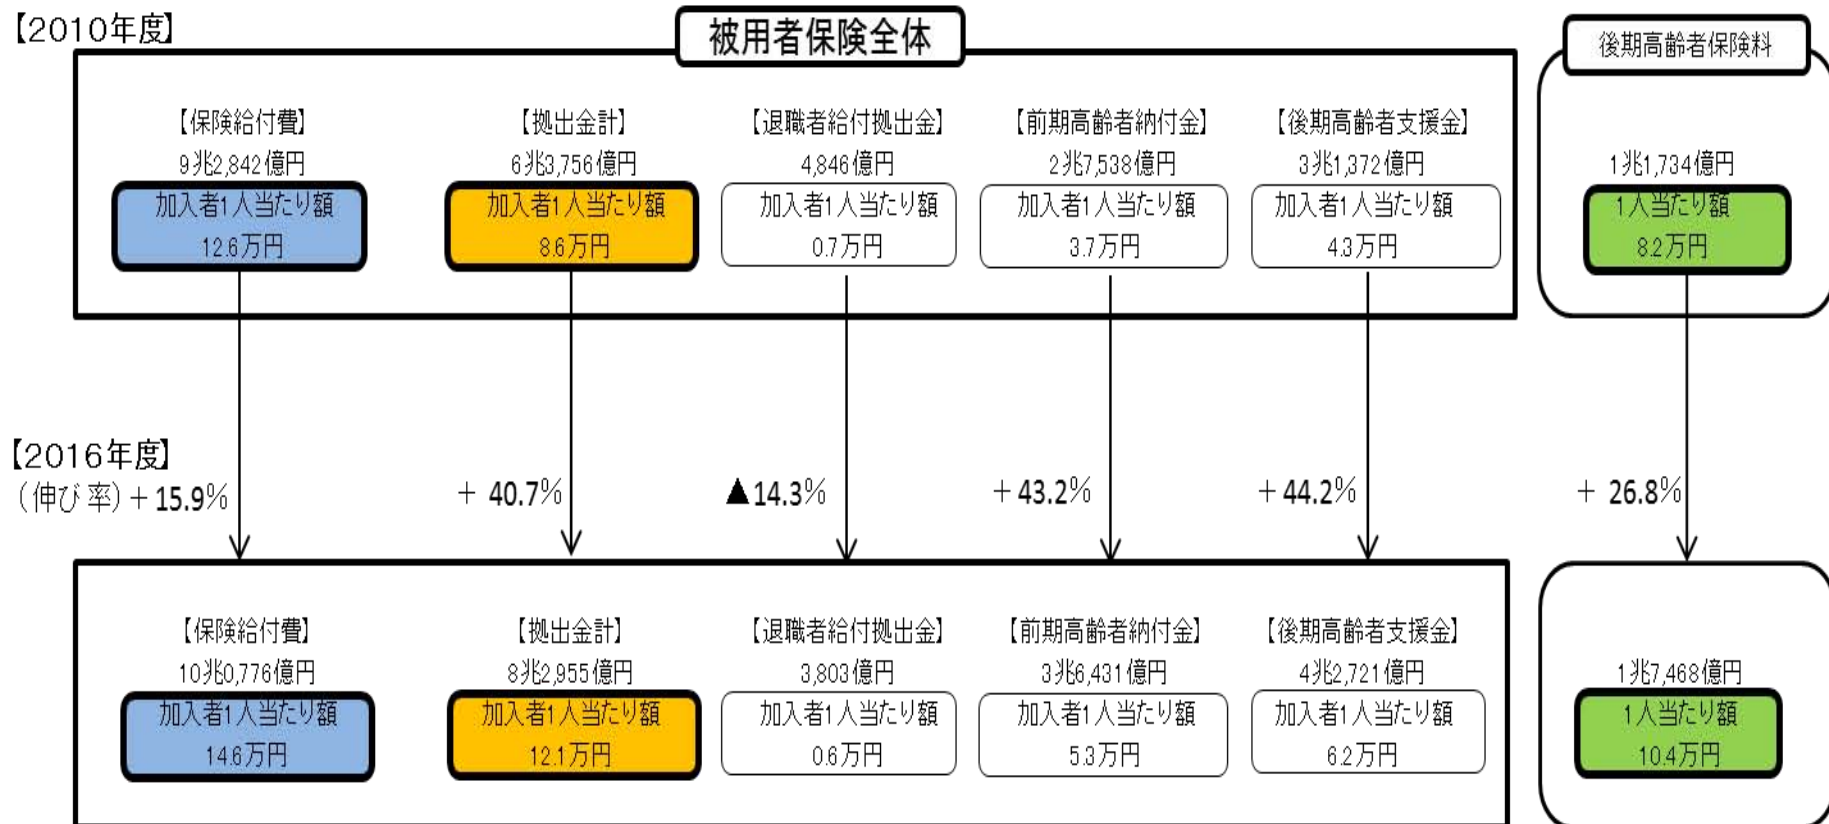 【2010年度】
被用者保険全体
後期高齢者保険料
【保険給付費】
9兆2,842億円
加入者1人当たり額
12.6万円
【拠出金計】
6兆3,756億円
加入者1人当たり額
8.6万円
【退職者給付拠出金】
4,846億円
加入者1人当たり額
0.7万円
【前期高齢者納付金】
2兆7,538億円
加入者1人当たり額
3.7万円
【後期高齢者支援金】
3兆1,372億円
加入者1人当たり額
4.3万円
1兆1,734億円
1人当たり額
8.2万円
【2016年度】
（伸び率）＋15.9%
＋ 40.7%
▲14.3%
＋43.2%
＋44.2%
＋ 26.8%
【保険給付費】
10兆0,776億円
加入者1人当たり額
14.6万円
【拠出金計】
8兆2,955億円
加入者1人当たり額
12.1万円
【退職者給付拠出金】
3,803億円
加入者1人当たり額
0.6万円
【前期高齢者納付金】
3兆6,431億円
加入者1人当たり額
5.3万円
【後期高齢者支援金】
4兆2,721億円
加入者1人当たり額
6.2万円
1兆7,468億円
1人当たり額
10.4万円